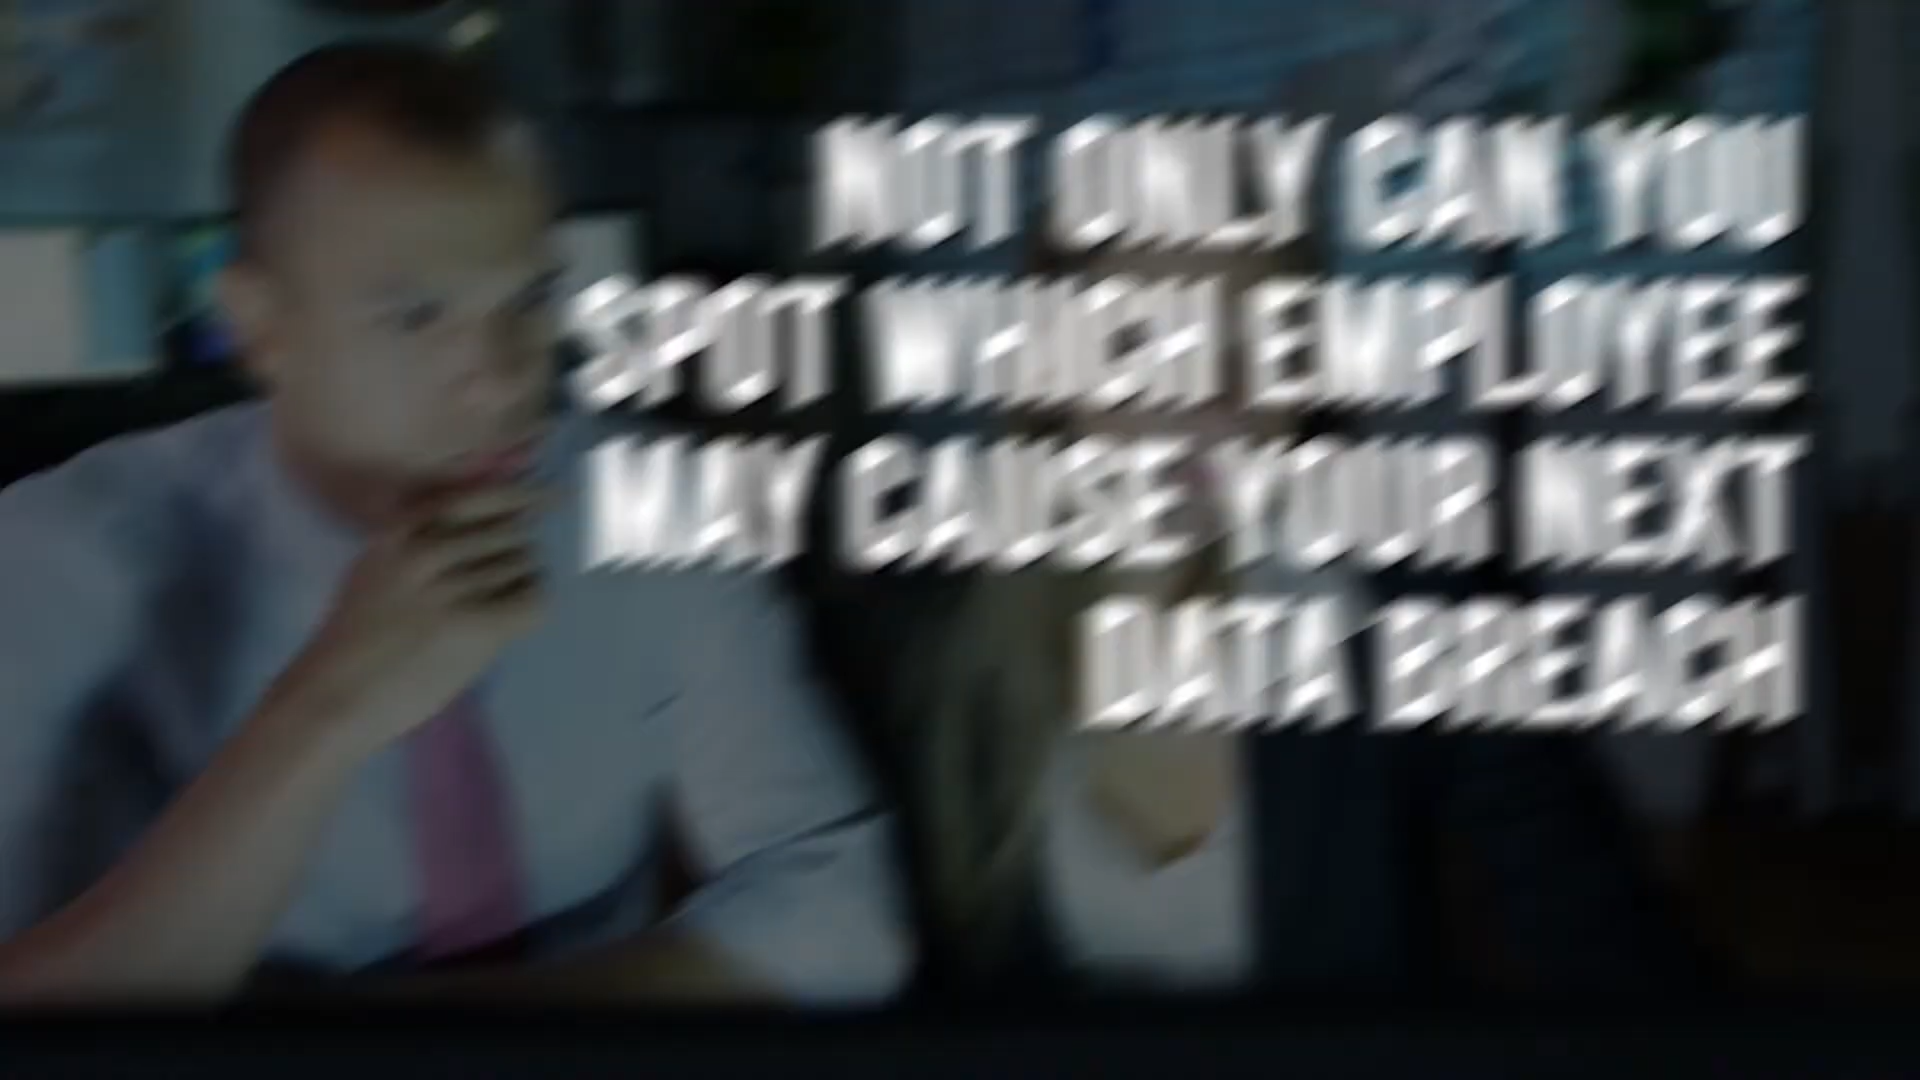 NOT ONLY CAN YOU
SPOT WHICH EMPLOYEE
MAY CAUSE YOUR NEXT
DATA BREACH